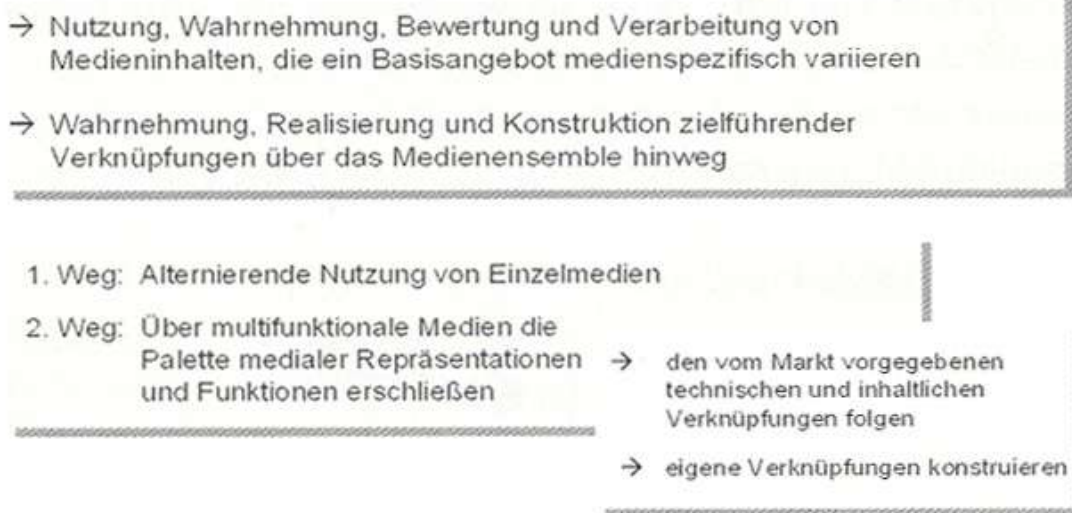 → Nutzung, Wahrnehmung, Bewertung und Verarbeitung von
Medieninhalten, die ein Basisangebot medienspezifisch variieren
→ Wahrnehmung, Realisierung und Konstruktion zielführender
Verknüpfungen über das Medienensemble hinweg
1. Weg: Alternierende Nutzung von Einzelmedien
2. Weg: Über multifunktionale Medien die
Palette medialer Repräsentationen
und Funktionen erschließen
→ den vom Markt vorgegebenen
technischen und inhaltlichen
Verknüpfungen folgen
→ eigene Verknüpfungen konstruieren